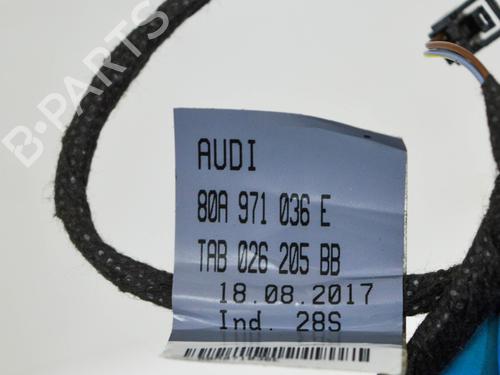 B-PARTS
AUDI
80A 971 036 E
TAB 026 205 BB
18.08.2017
Ind. 28S